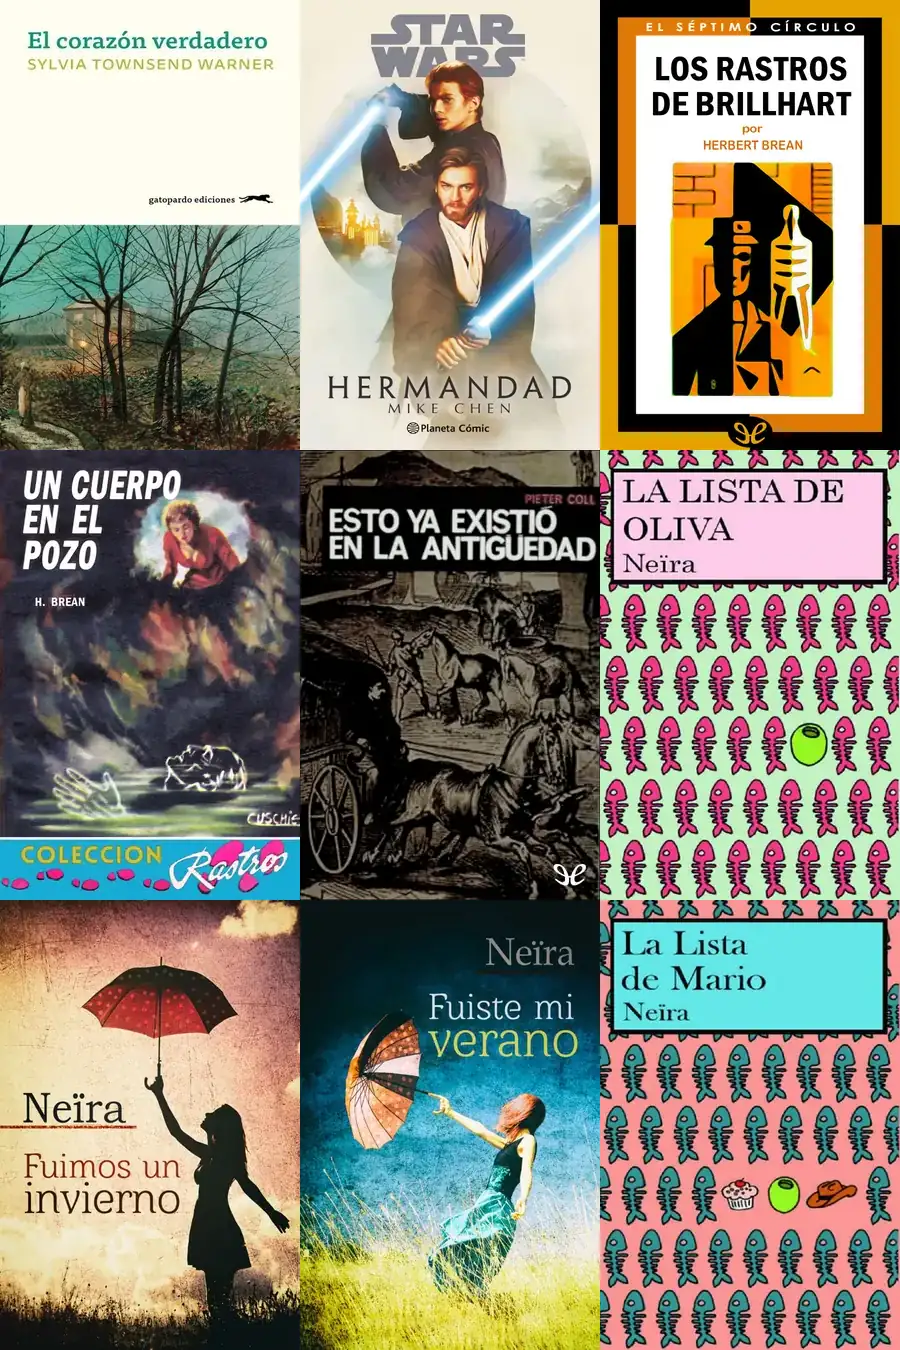 El corazón verdadero
SYLVIA TOWNSEND WARNER
gatopardo ediciones
STAR
WARS
HERMANDAD
MIKE CHEN
Planeta Cómic
EL SÉPTIMO CÍRCULO
LOS RASTROS
DE BRILLHART
por
HERBERT BREAN
UN CUERPO
EN EL
POZO
H. BREAN
CUSCHIE
COLECCION
Rastros
PIETER COLL
ESTO YA EXISTIÓ
EN LA ANTIGÜEDAD
LA LISTA DE
OLIVA
Neïra
Neïra
Fuimos un
invierno
Neïra
Fuiste mi
verano
La Lista
de Mario
Neïra